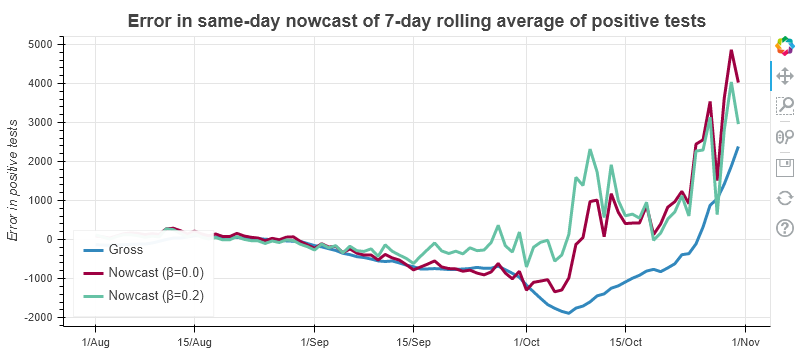 Error in same-day nowcast of 7-day rolling average of positive tests
Error in positive tests
5000
4000
3000
2000
1000
0
-1000
-2000
Gross
Nowcast (β=0.0)
Nowcast (β=0.2)
1/Aug
15/Aug
1/Sep
15/Sep
1/Oct
15/Oct
1/Nov